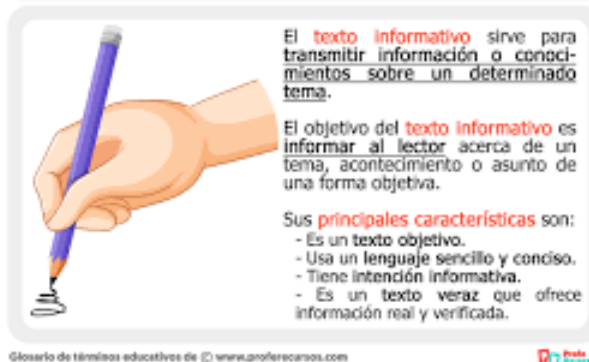 El texto informativo sirve para
transmitir información o conoci-
mientos sobre un determinado
tema.
El objetivo del texto informativo es
informar al lector acerca de un
tema, acontecimiento o asunto de
una forma objetiva.
Sus principales características son:
- Es un texto objetivo.
- Usa un lenguaje sencillo y conciso.
- Tiene intención informativa.
- Es un texto veraz que ofrece
información real y verificada.
Glosario de términos educativos de © www.proferecursos.com
Profe